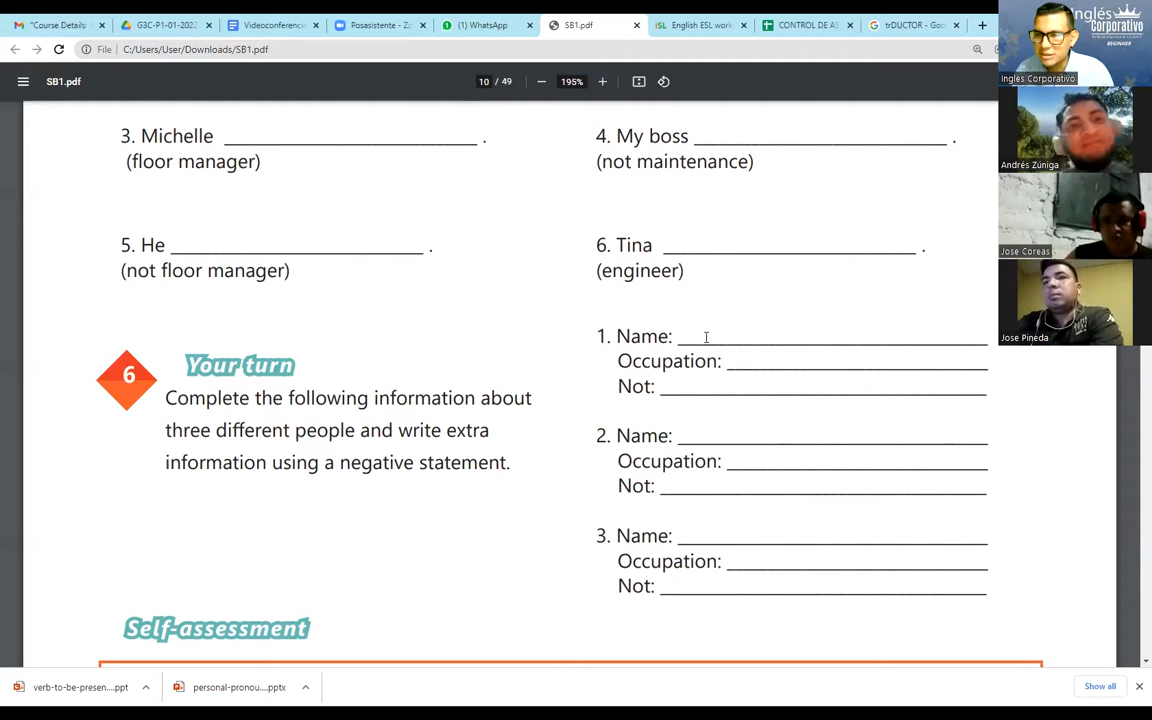 "Course Details:
G3C-P1-01-2022
Videoconferencia
Posasistente - Zo
(1) WhatsApp
SB1.pdf
English ESL work
CONTROL DE AS
trDUCTOR - Goo
File
C:/Users/User/Downloads/SB1.pdf
SB1.pdf
10 / 49
195%
Inglés
Corporativo
BEGINNER
Ingles Corporativo
Andrés Zúniga
Jose Coreas
Jose Pineda
3. Michelle ____________________________ .
(floor manager)
4. My boss ____________________________ .
(not maintenance)
5. He ____________________________ .
(not floor manager)
6. Tina ____________________________ .
(engineer)
6
Your turn
Complete the following information about
three different people and write extra
information using a negative statement.
1. Name: ____________________________
Occupation: ____________________________
Not: ____________________________
2. Name: ____________________________
Occupation: ____________________________
Not: ____________________________
3. Name: ____________________________
Occupation: ____________________________
Not: ____________________________
Self-assessment
verb-to-be-presen....ppt
personal-pronou....pptx
Show all